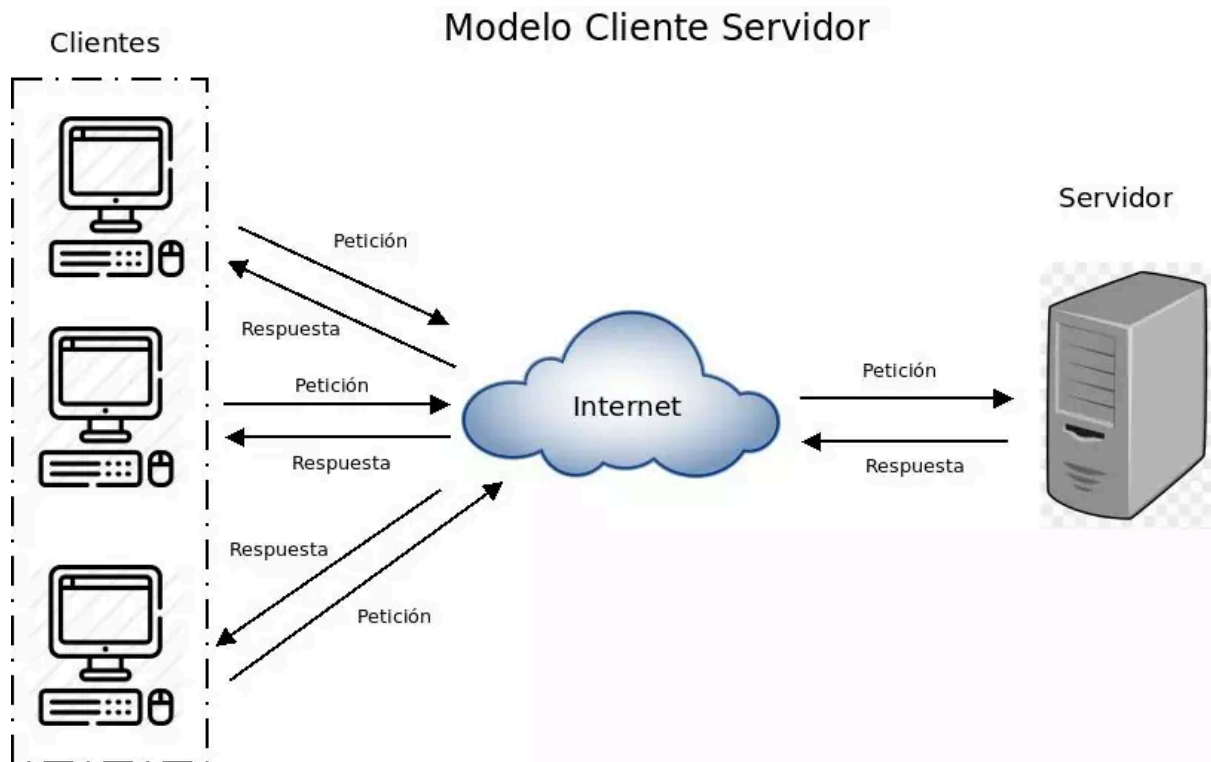 Modelo Cliente Servidor
Clientes
Servidor
Petición
Respuesta
Petición
Respuesta
Internet
Petición
Respuesta
Respuesta
Petición